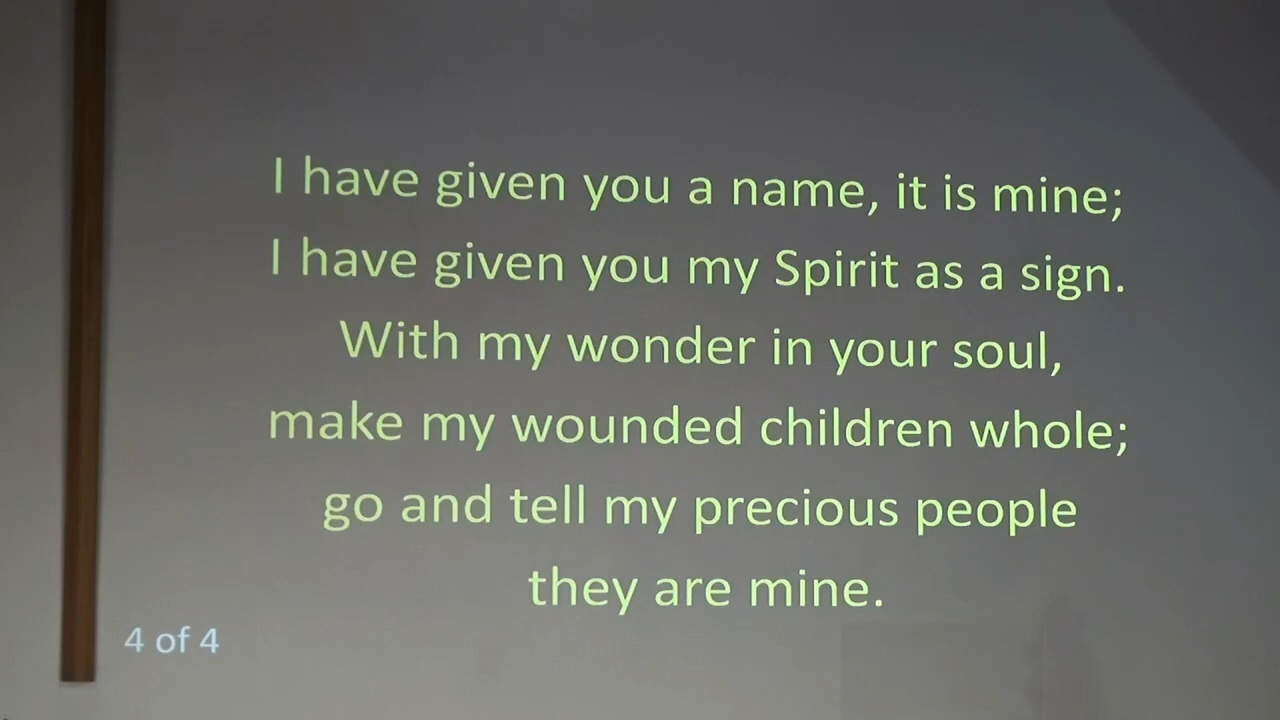 I have given you a name, it is mine;
I have given you my Spirit as a sign.
With my wonder in your soul,
make my wounded children whole;
go and tell my precious people
they are mine.
4 of 4